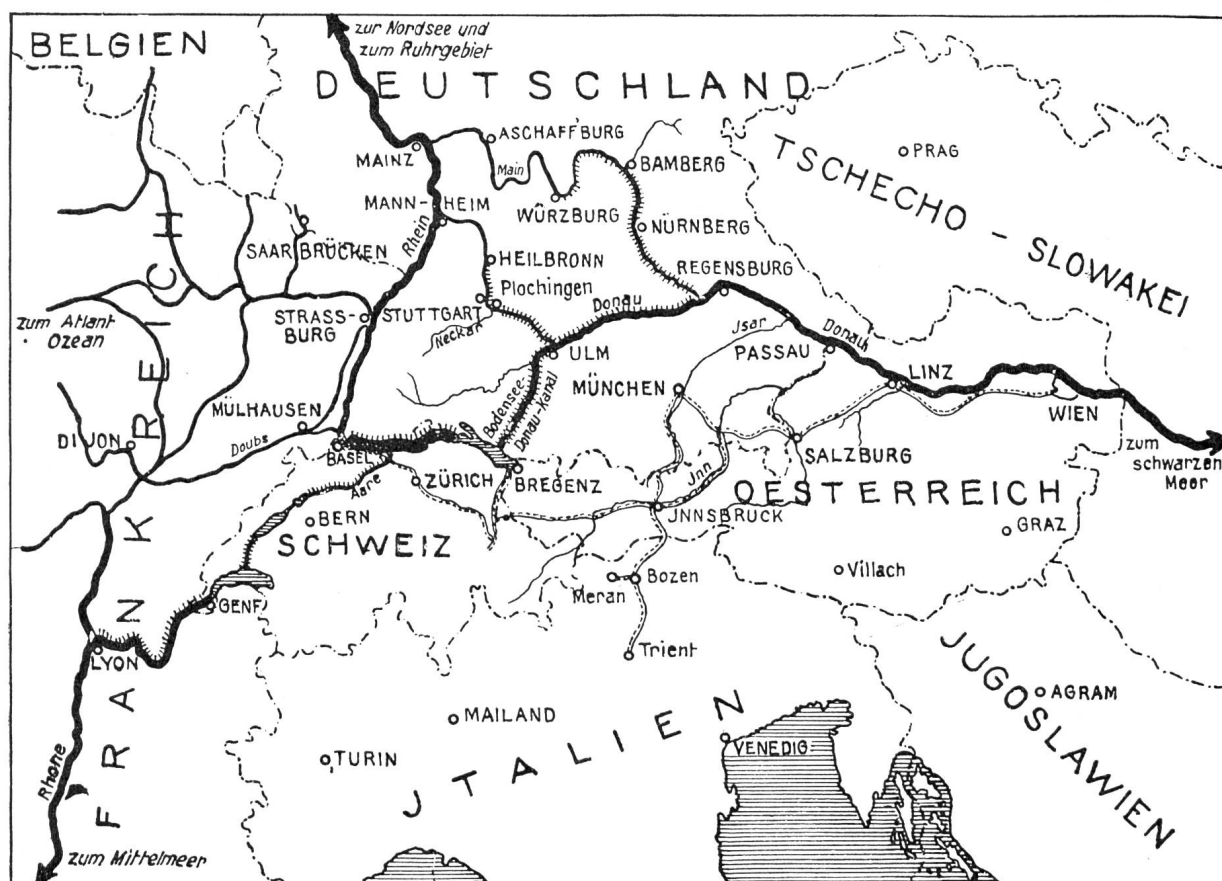 zur Nordsee und
zum Ruhrgebiet
BELGIEN
DEUTSCHLAND
ASCHAFF'BURG
MAINZ
Main
BAMBERG
PRAG
TSCHECHO - SLOWAKEI
MANN-HEIM
WÜRZBURG
NÜRNBERG
Rhein
SAARBRÜCKEN
HEILBRONN
REGENSBURG
Plochingen
zum Atlant
Ozean
STRASS-
BURG
STUTTGART
Donau
Neckar
Jsar
PASSAU
Donau
ULM
LINZ
MÜNCHEN
MÜLHAUSEN
Bodensee-
Donau-Kanal
WIEN
DIJON
Doubs
BASEL
SALZBURG
zum
schwarzen
Meer
Aare
ZÜRICH
BREGENZ
Jnn
OESTERREICH
BERN
JNNSBRUCK
GRAZ
SCHWEIZ
Bozen
Villach
Meran
GENF
Trient
LYON
FRANKREICH
JUGOSLAWIEN
AGRAM
MAILAND
VENEDIG
TURIN
JTALIEN
Rhone
zum Mittelmeer